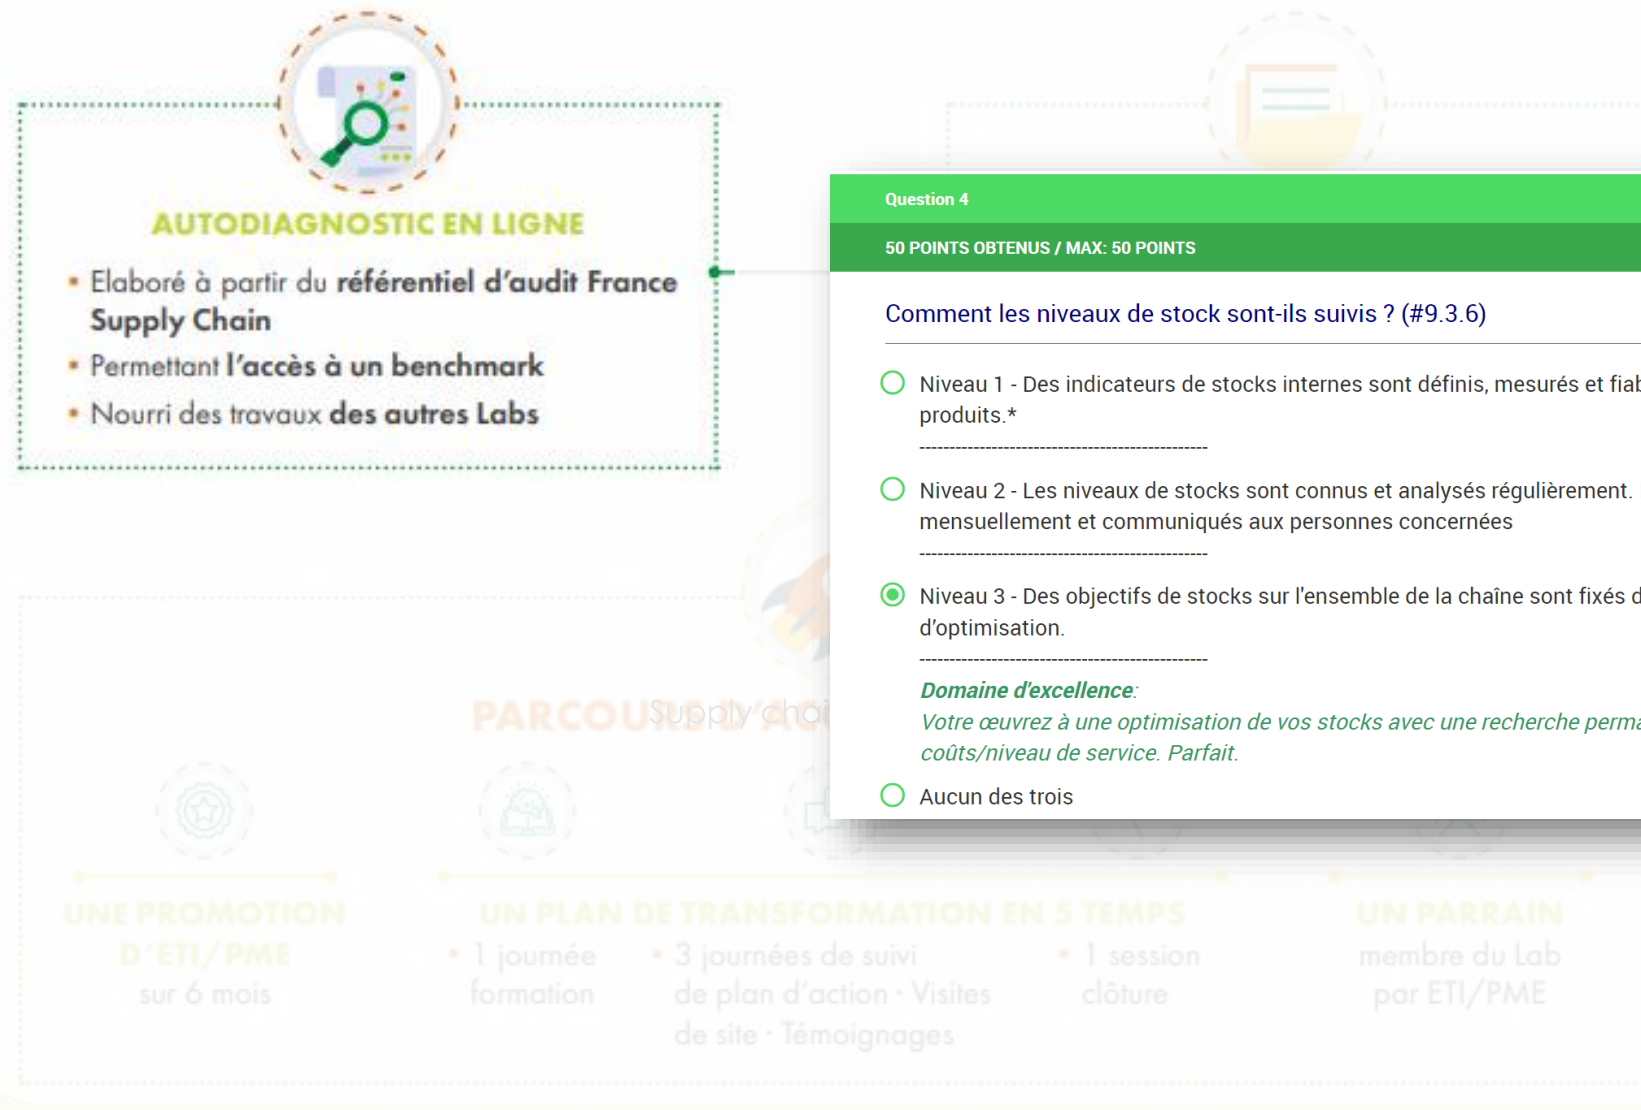 AUTODIAGNOSTIC EN LIGNE
• Elaboré à partir du référentiel d'audit France
Supply Chain
• Permettant l'accès à un benchmark
• Nourri des travaux des autres Labs
Question 4
50 POINTS OBTENUS / MAX: 50 POINTS
Comment les niveaux de stock sont-ils suivis ? (#9.3.6)
Niveau 1 - Des indicateurs de stocks internes sont définis, mesurés et
produits.*
------------------------------------------------
Niveau 2 - Les niveaux de stocks sont connus et analysés régulièrement.
mensuellement et communiqués aux personnes concernées
------------------------------------------------
Niveau 3 - Des objectifs de stocks sur l'ensemble de la chaîne sont fixés
d'optimisation.
------------------------------------------------
Domaine d'excellence:
Votre œuvrez à une optimisation de vos stocks avec une recherche
coûts/niveau de service. Parfait.
Aucun des trois
PARCOURS D'AC
Supply chai
UNE PROMOTION
D'ETI/PME
sur 6 mois
UN PLAN DE TRANSFORMATION EN 5 TEMPS
• 1 journée
formation
• 3 journées de suivi
de plan d'action · Visites
de site · Témoignages
• 1 session
clôture
UN PARRAIN
membre du Lab
par ETI/PME